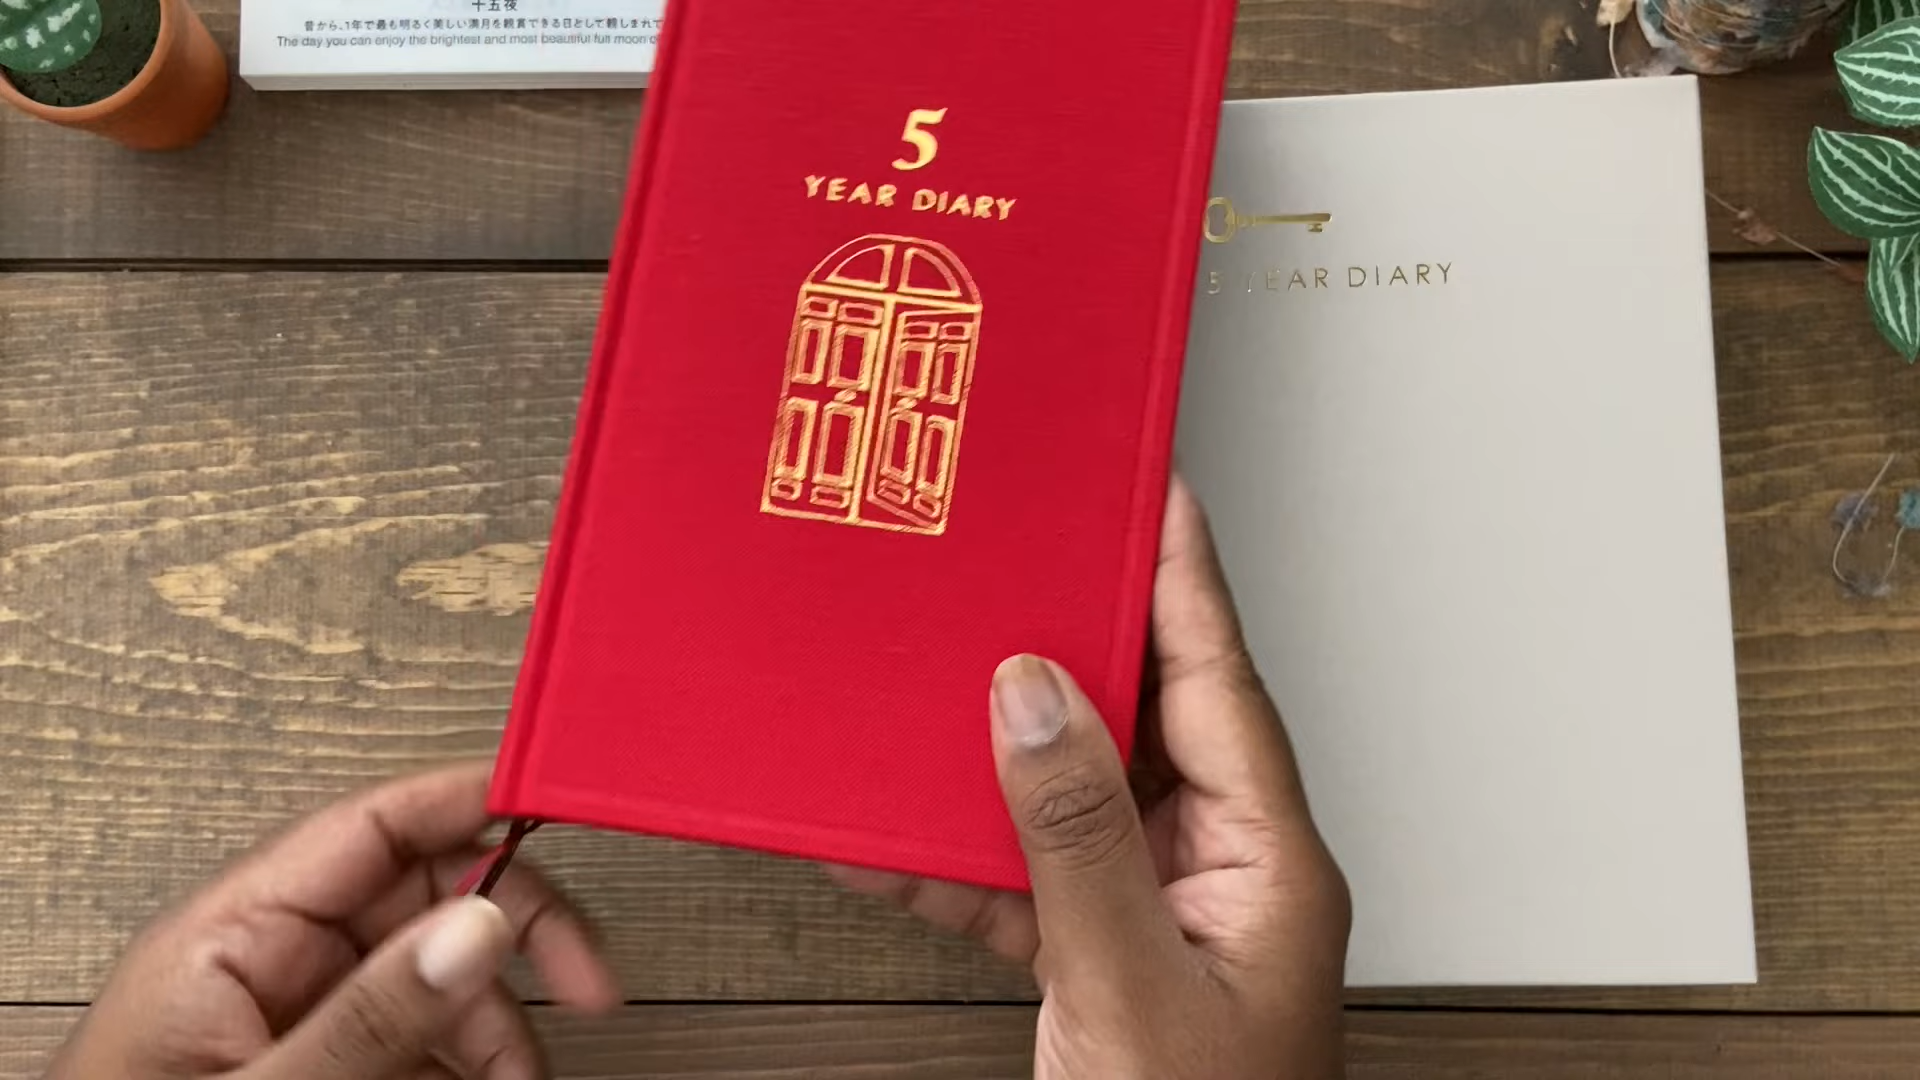 十五夜
昔から、1年で最も明るく美しい満月を観賞できる日として親しまれて
The day you can enjoy the brightest and most beautiful full moon o
5
YEAR DIARY
5 YEAR DIARY